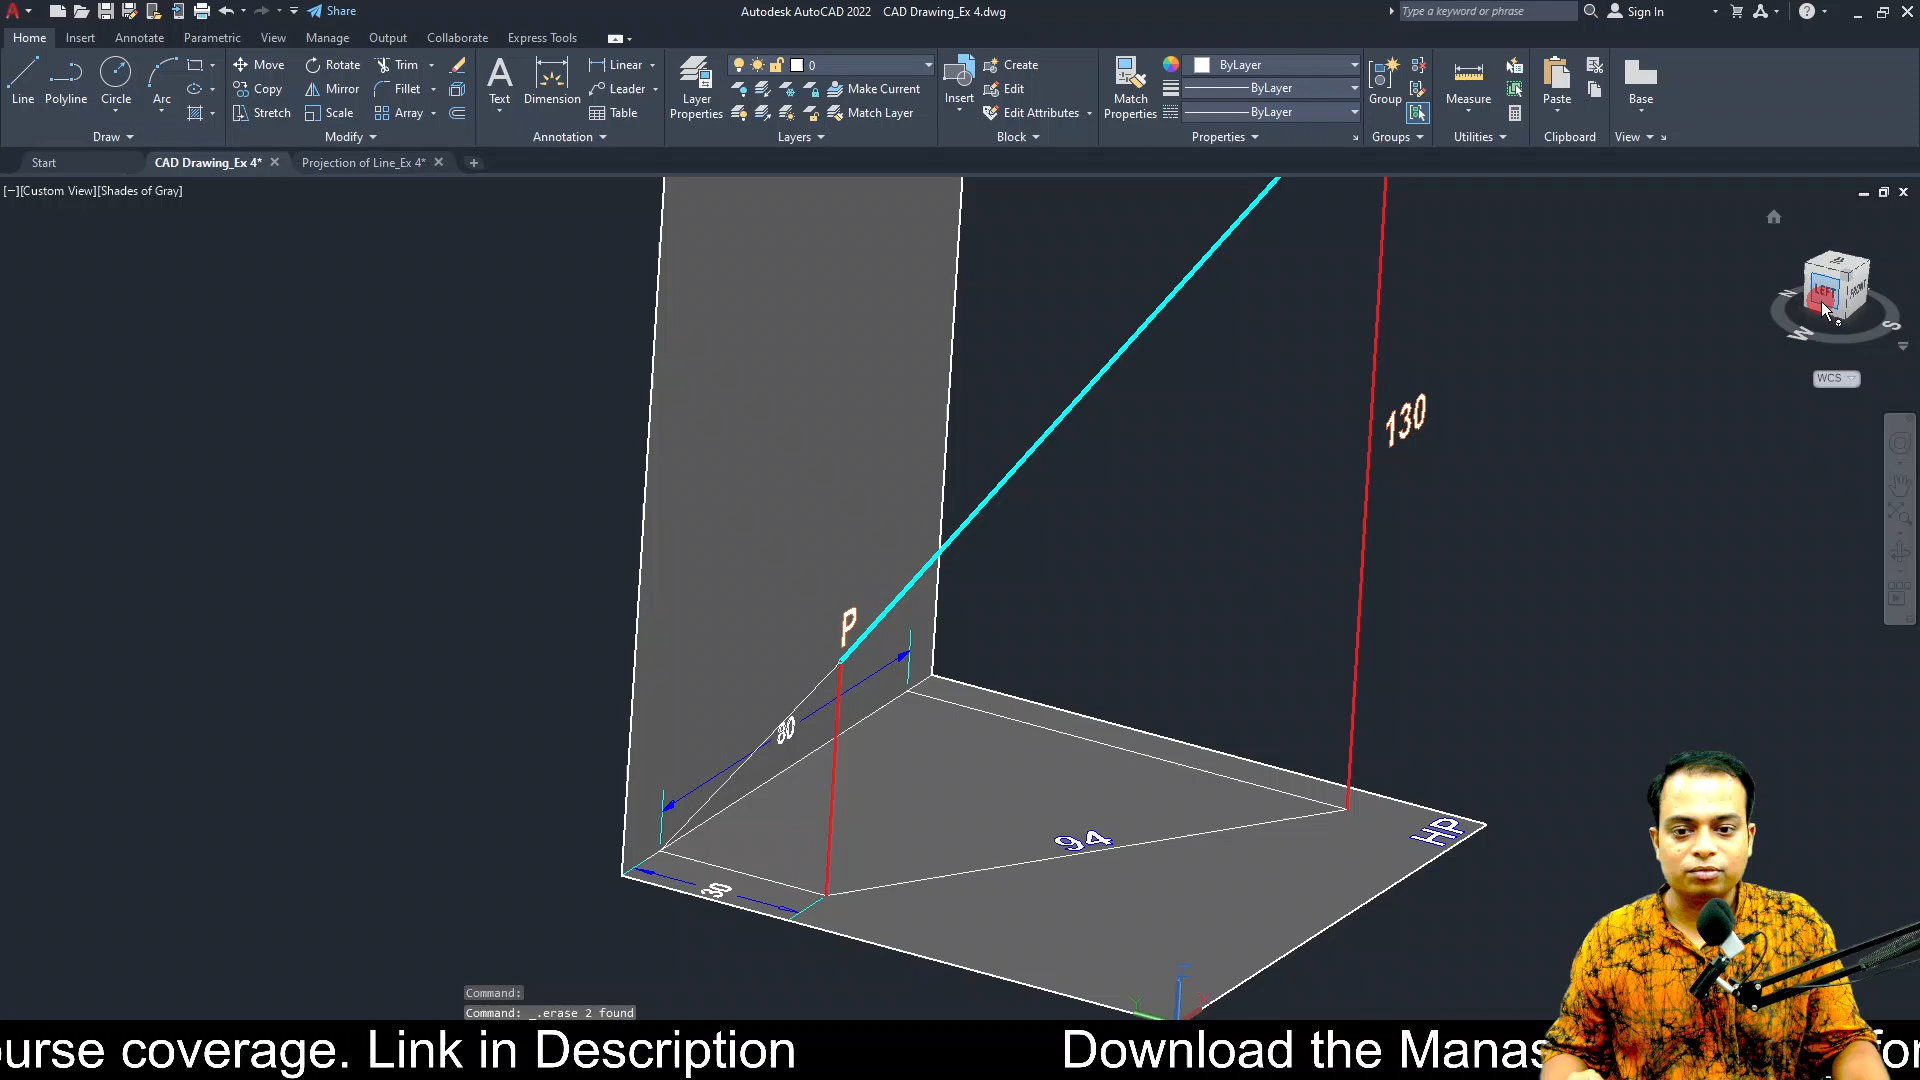 Share
Autodesk AutoCAD 2022 CAD Drawing_Ex 4.dwg
Type a keyword or phrase
Sign In
Home Insert Annotate Parametric View Manage Output Collaborate Express Tools
Line Polyline Circle Arc
Draw
Move Rotate Trim
Copy Mirror Fillet
Stretch Scale Array
Modify
Text Dimension
Linear
Leader
Table
Annotation
Layer Properties
0
Make Current
Match Layer
Layers
Insert
Create
Edit
Edit Attributes
Block
Match Properties
ByLayer
ByLayer
ByLayer
Properties
Group
Groups
Measure
Utilities
Paste
Clipboard
Base
View
Start CAD Drawing_Ex 4* Projection of Line_Ex 4*
[−][Custom View][Shades of Gray]
LEFT FRONT
N W S
WCS
130
P
80
94
HP
30
Y X
Command:
Command: _.erase 2 found
ourse coverage. Link in Description Download the Manas